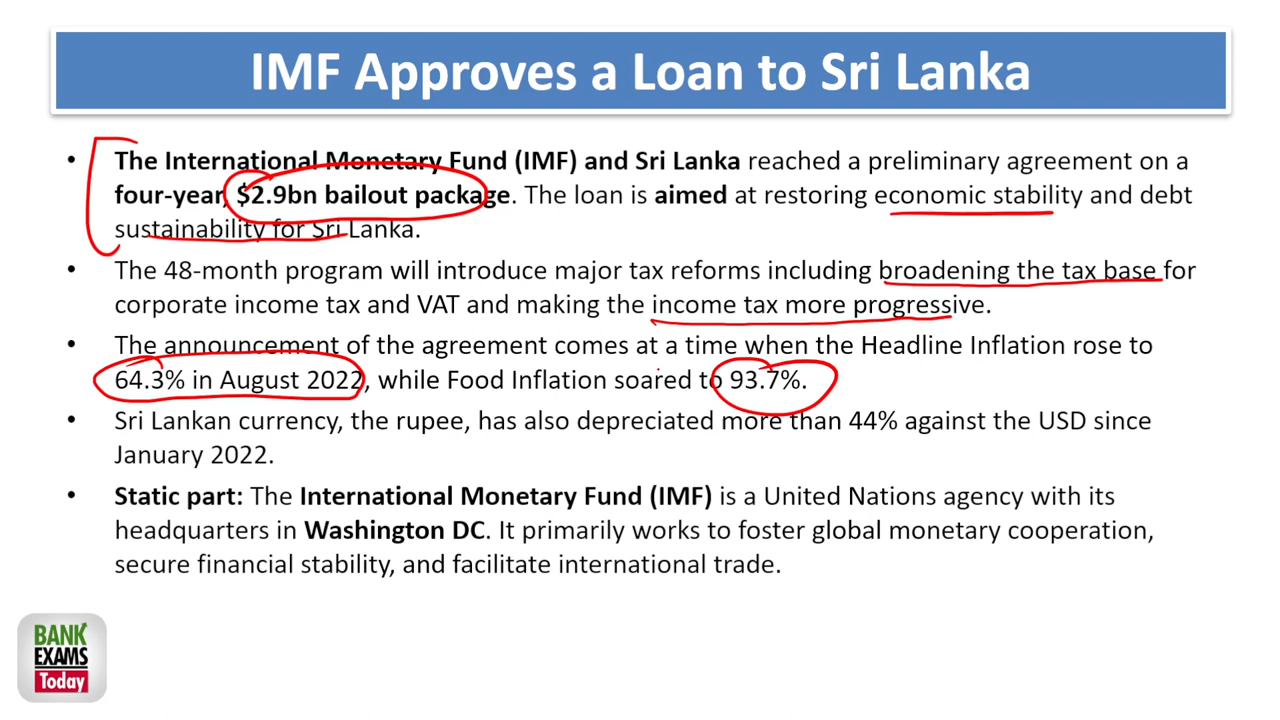 IMF Approves a Loan to Sri Lanka
• The International Monetary Fund (IMF) and Sri Lanka reached a preliminary agreement on a
four-year, $2.9bn bailout package. The loan is aimed at restoring economic stability and debt
sustainability for Sri Lanka.
• The 48-month program will introduce major tax reforms including broadening the tax base for
corporate income tax and VAT and making the income tax more progressive.
• The announcement of the agreement comes at a time when the Headline Inflation rose to
64.3% in August 2022, while Food Inflation soared to 93.7%.
• Sri Lankan currency, the rupee, has also depreciated more than 44% against the USD since
January 2022.
• Static part: The International Monetary Fund (IMF) is a United Nations agency with its
headquarters in Washington DC. It primarily works to foster global monetary cooperation,
secure financial stability, and facilitate international trade.
BANK
EXAMS
Today